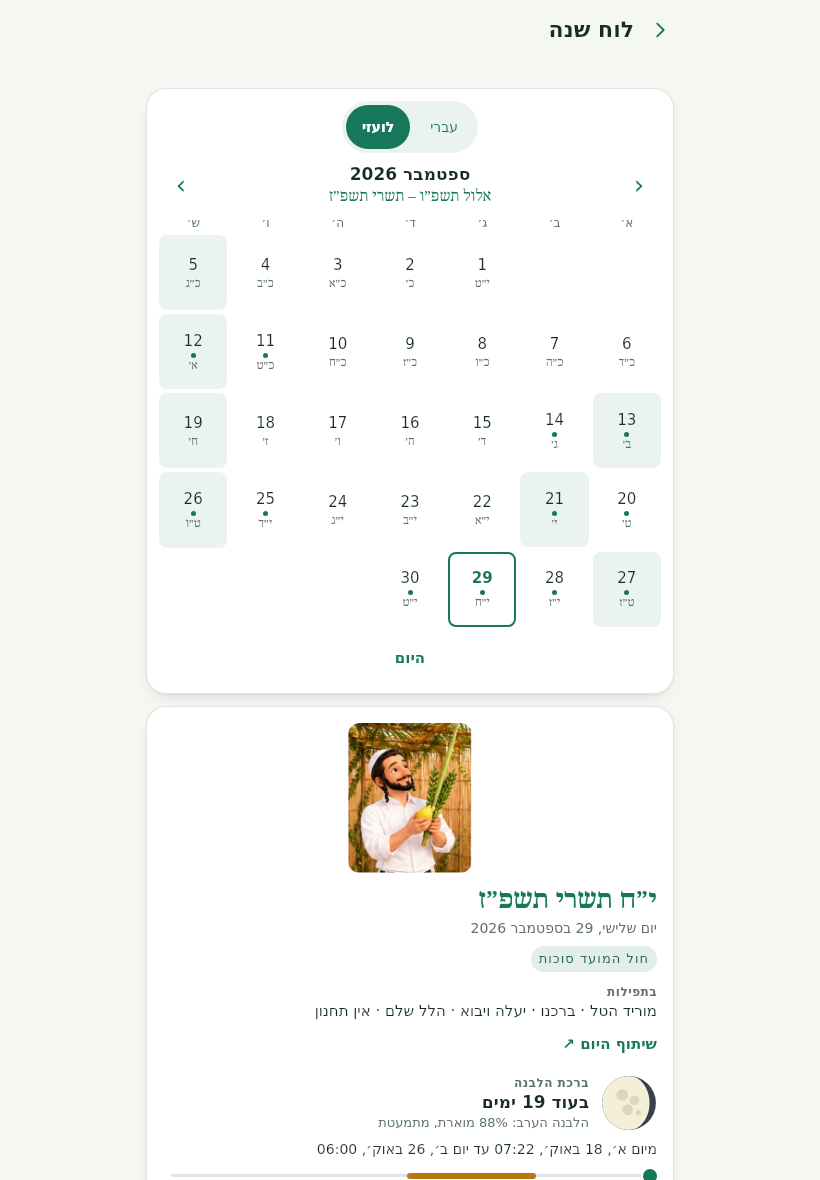 לוח שנה
עברי לועזי
ספטמבר 2026
אלול תשפ״ו – תשרי תשפ״ז
א׳ ב׳ ג׳ ד׳ ה׳ ו׳ ש׳
1 2 3 4 5
י״ט כ׳ כ״א כ״ב כ״ג
6 7 8 9 10 11 12
כ״ד כ״ה כ״ו כ״ז כ״ח כ״ט א׳
13 14 15 16 17 18 19
ב׳ ג׳ ד׳ ה׳ ו׳ ז׳ ח׳
20 21 22 23 24 25 26
ט׳ י׳ י״א י״ב י״ג י״ד ט״ו
27 28 29 30
ט״ז י״ז י״ח י״ט
היום
י״ח תשרי תשפ״ז
יום שלישי, 29 בספטמבר 2026
חול המועד סוכות
בתפילות
מוריד הטל · ברכנו · יעלה ויבוא · הלל שלם · אין תחנון
שיתוף היום ↗
ברכת הלבנה
בעוד 19 ימים
הלבנה הערב: 88% מוארת, מתמעטת
מיום א׳, 18 באוק׳, 07:22 עד יום ב׳, 26 באוק׳, 06:00